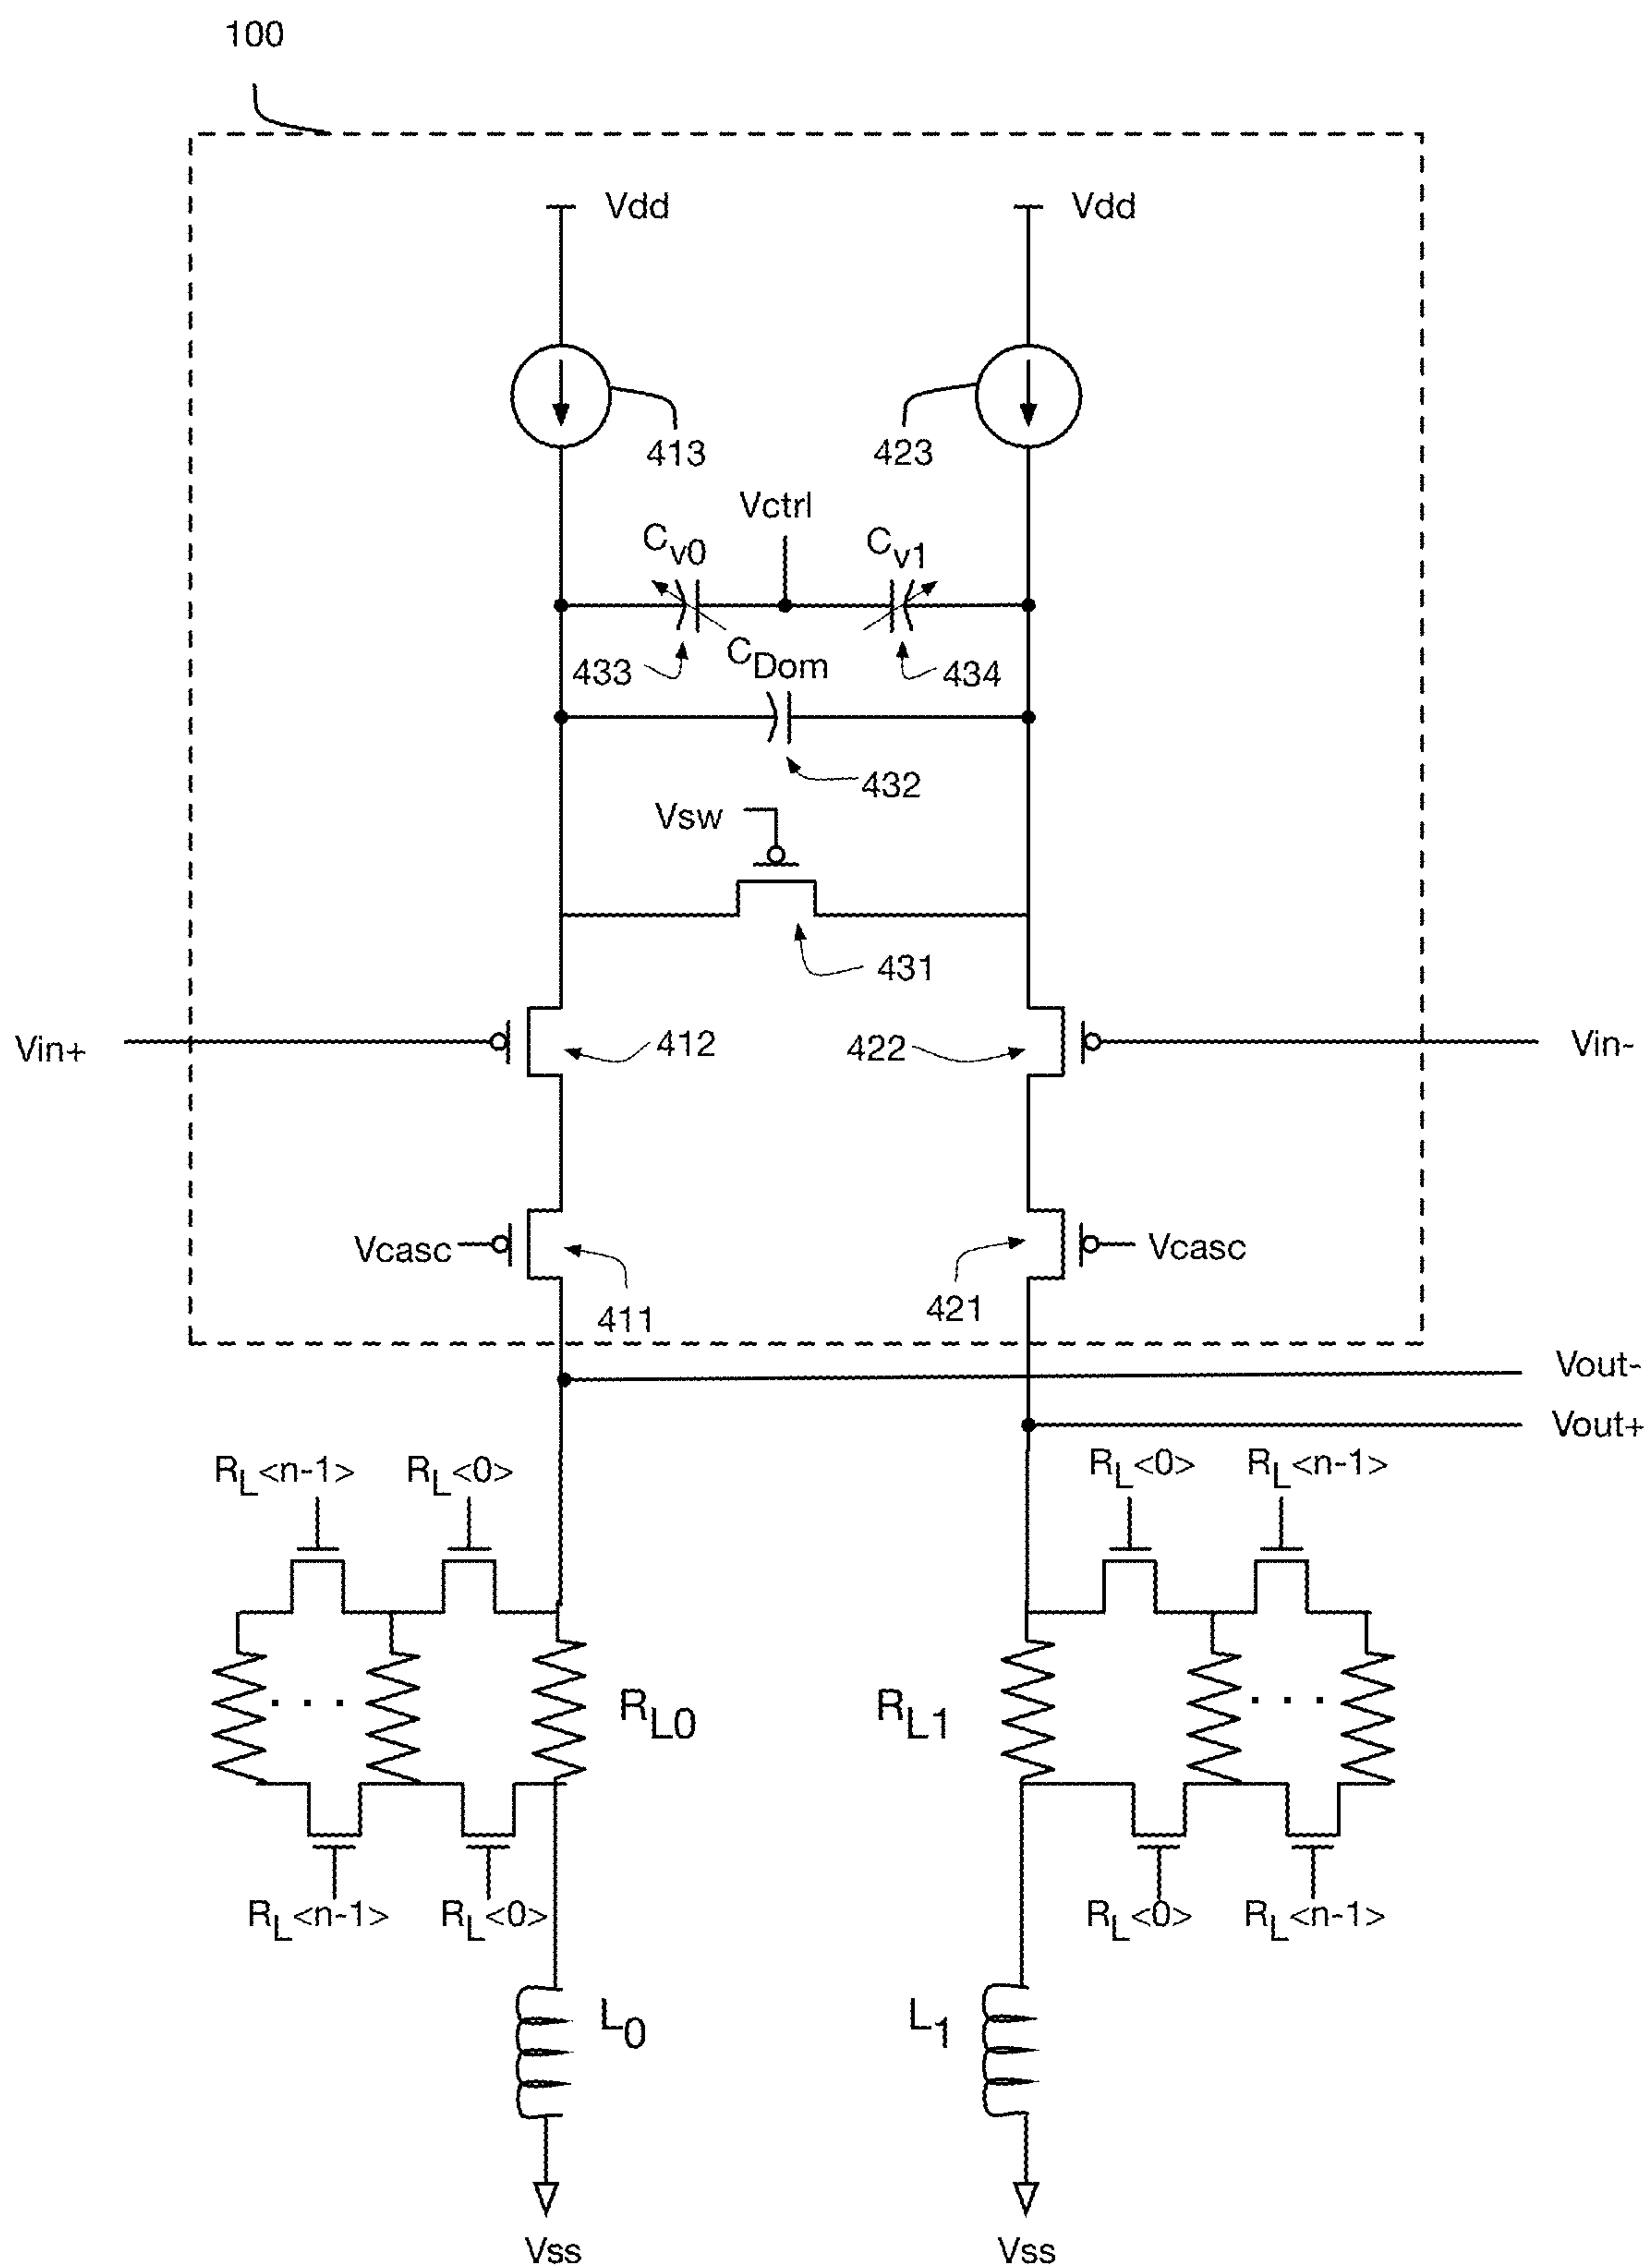 100
Vdd Vdd
413 423
Vctrl
Cv0 Cv1
433 CDom 434
432
Vsw
431
Vin+ 412 422 Vin-
Vcasc Vcasc
411 421
Vout-
Vout+
RL<n-1> RL<0> RL<0> RL<n-1>
RL0 RL1
RL<n-1> RL<0> RL<0> RL<n-1>
L0 L1
Vss Vss